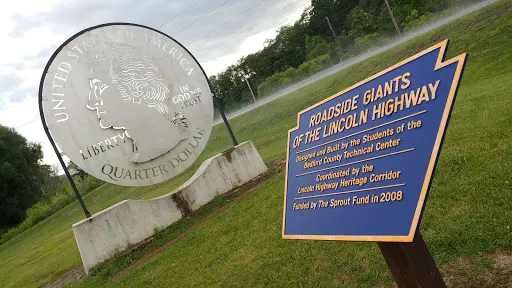 UNITED STATES OF AMERICA
LIBERTY
IN
GOD WE
TRUST
QUARTER DOLLAR
ROADSIDE GIANTS
OF THE LINCOLN HIGHWAY
Designed and Built by the Students of the
Bedford County Technical Center
Coordinated by the
Lincoln Highway Heritage Corridor
Funded by The Sprout Fund in 2008